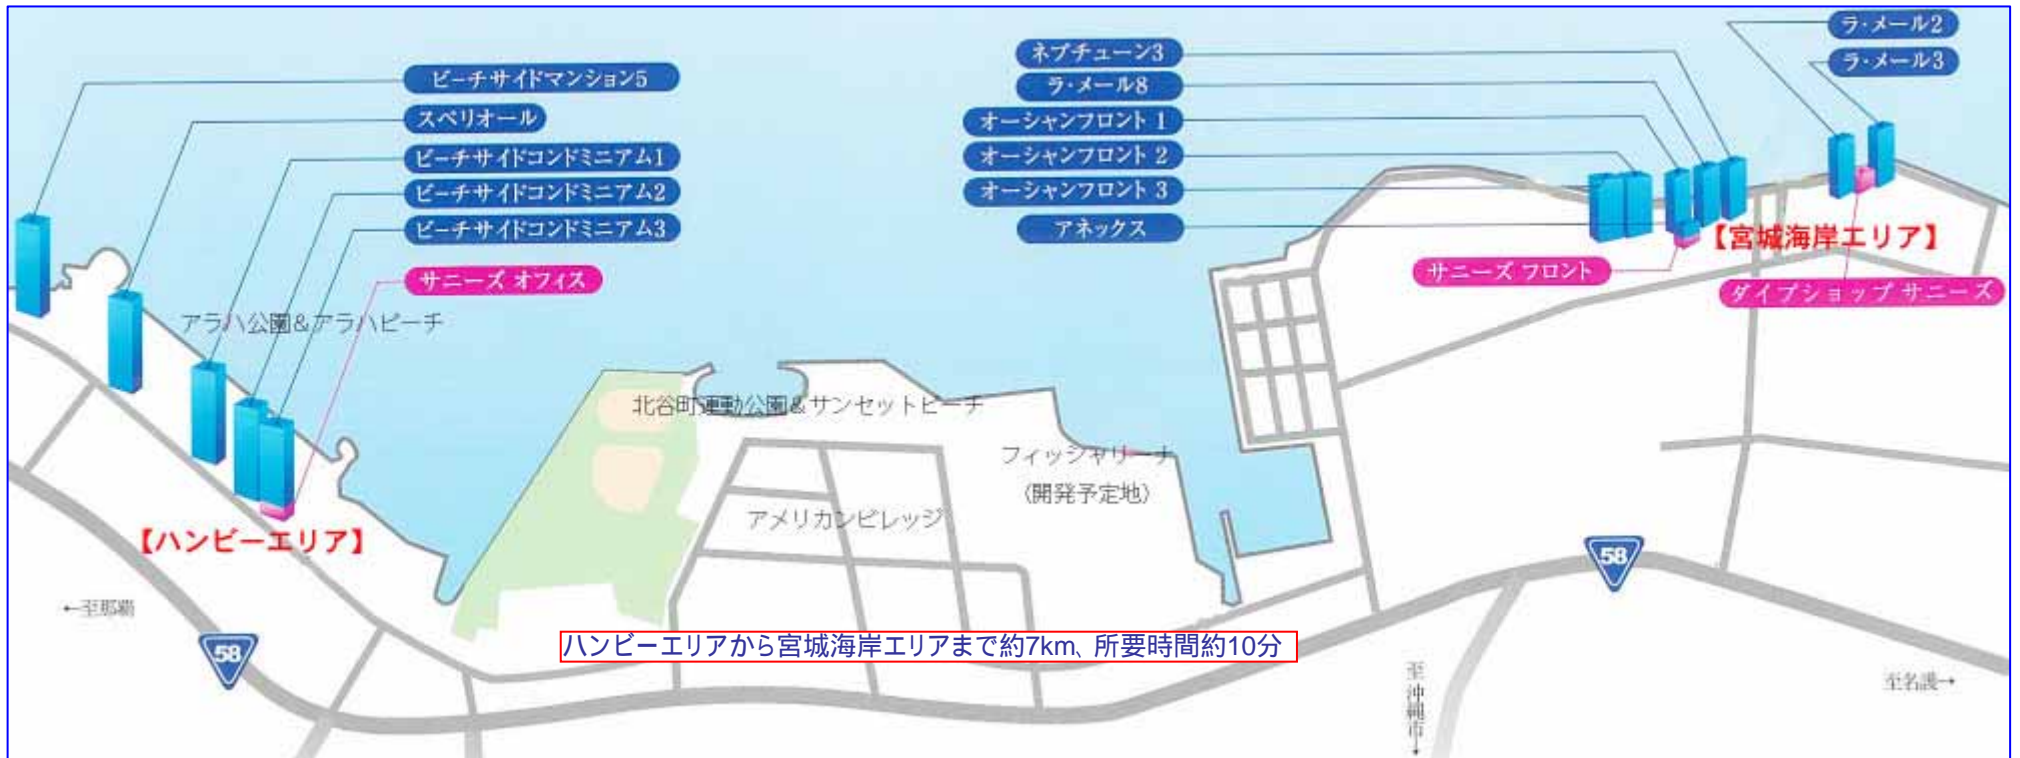 ビーチサイドマンション5
スペリオール
ビーチサイドコンドミニアム1
ビーチサイドコンドミニアム2
ビーチサイドコンドミニアム3
サニーズ オフィス
アラハ公園&アラハビーチ
【ハンビーエリア】
←至那覇
58
ネプチューン3
ラ・メール8
オーシャンフロント 1
オーシャンフロント 2
オーシャンフロント 3
アネックス
ラ・メール2
ラ・メール3
【宮城海岸エリア】
サニーズ フロント
ダイブショップ サニーズ
北谷町運動公園&サンセットビーチ
フィッシャリーナ
(開発予定地)
アメリカンビレッジ
58
ハンビーエリアから宮城海岸エリアまで約7km、所要時間約10分
至沖縄市→
至名護→